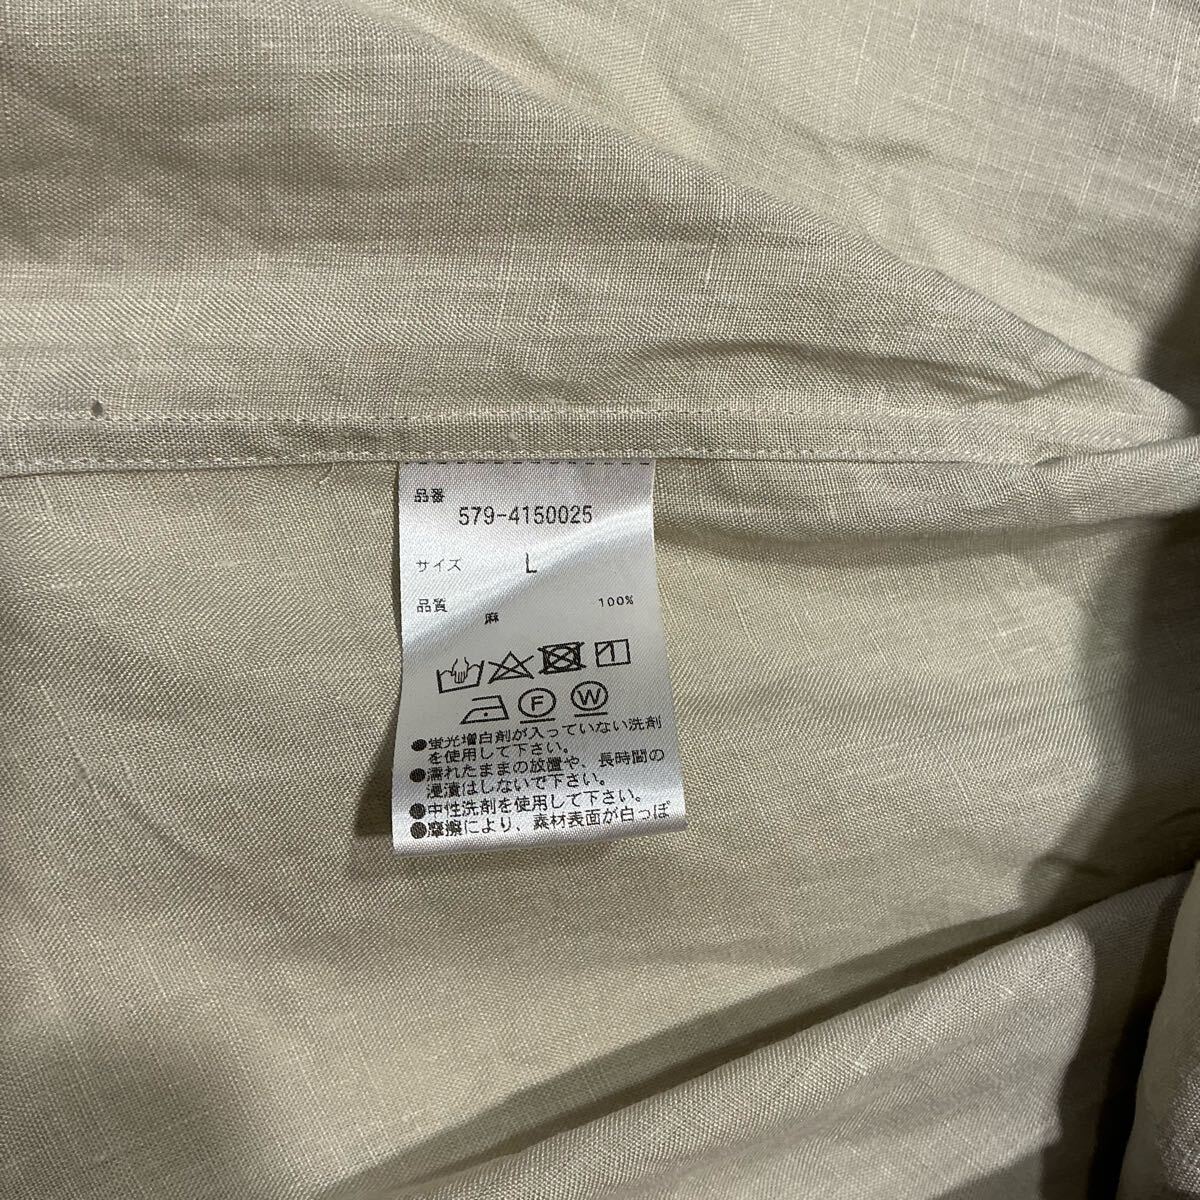 品番
579-4150025
サイズ L
品質
麻 100%
F W
●蛍光増白剤が入っていない洗剤
を使用して下さい。
●濡れたままの放置や、長時間の
浸漬はしないで下さい。
●中性洗剤を使用して下さい。
●摩擦により、素材表面が白っぽ